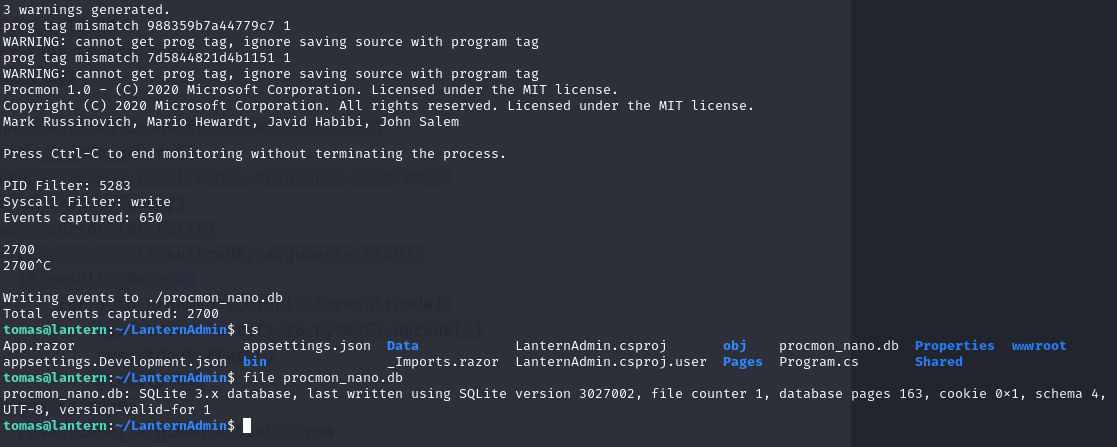 3 warnings generated.
prog tag mismatch 988359b7a44779c7 1
WARNING: cannot get prog tag, ignore saving source with program tag
prog tag mismatch 7d5844821d4b1151 1
WARNING: cannot get prog tag, ignore saving source with program tag
Procmon 1.0 - (C) 2020 Microsoft Corporation. Licensed under the MIT license.
Copyright (C) 2020 Microsoft Corporation. All rights reserved. Licensed under the MIT license.
Mark Russinovich, Mario Hewardt, Javid Habibi, John Salem
Press Ctrl-C to end monitoring without terminating the process.
PID Filter: 5283
Syscall Filter: write
Events captured: 650
= cursor.fetchall()
2700
(resultcode, arguments_blob)
2700^C
resultcode
Writing events to ./procmon_nano.db
Total events captured: 2700
tomas@lantern:~/LanternAdmin$ ls
App.razor appsettings.json Data LanternAdmin.csproj obj procmon_nano.db Properties wwwroot
appsettings.Development.json bin _Imports.razor LanternAdmin.csproj.user Pages Program.cs Shared
tomas@lantern:~/LanternAdmin$ file procmon_nano.db
procmon_nano.db: SQLite 3.x database, last written using SQLite version 3027002, file counter 1, database pages 163, cookie 0×1, schema 4,
UTF-8, version-valid-for 1
tomas@lantern:~/LanternAdmin$
resultcode, arguments_blob = row